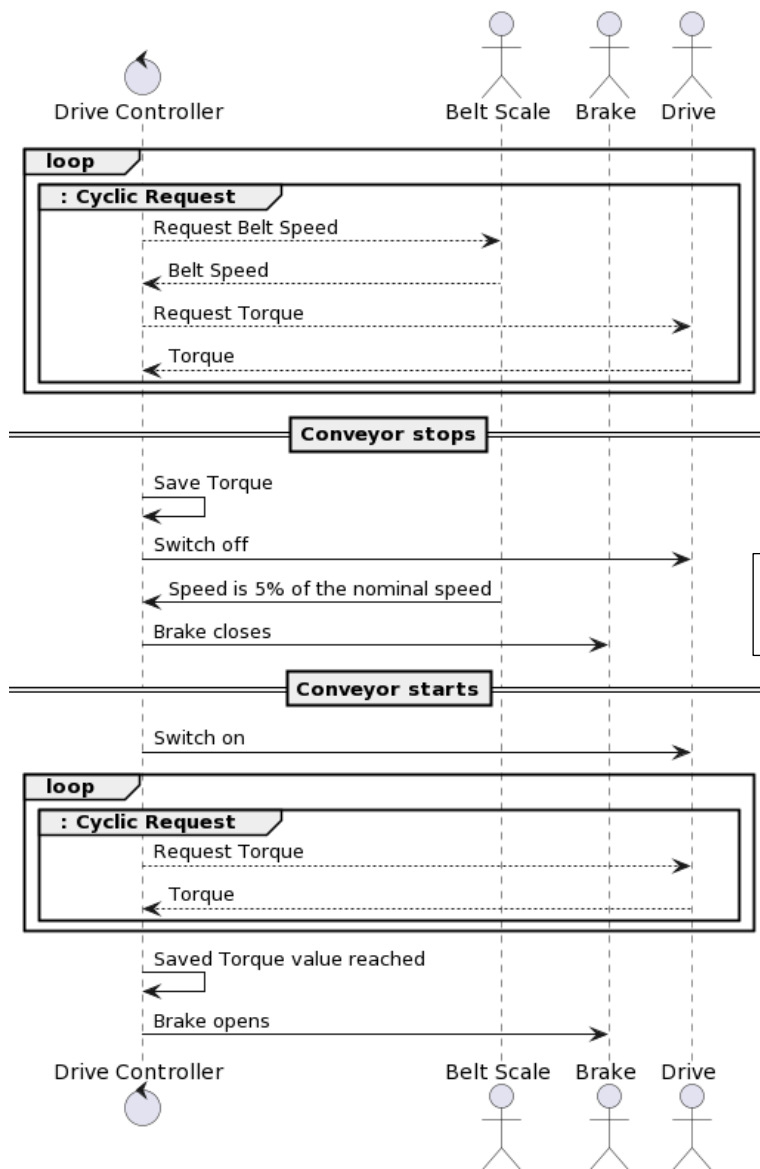 Drive Controller Belt Scale Brake Drive
loop
: Cyclic Request
Request Belt Speed
Belt Speed
Request Torque
Torque
Conveyor stops
Save Torque
Switch off
Speed is 5% of the nominal speed
Brake closes
Conveyor starts
Switch on
loop
: Cyclic Request
Request Torque
Torque
Saved Torque value reached
Brake opens
Drive Controller Belt Scale Brake Drive